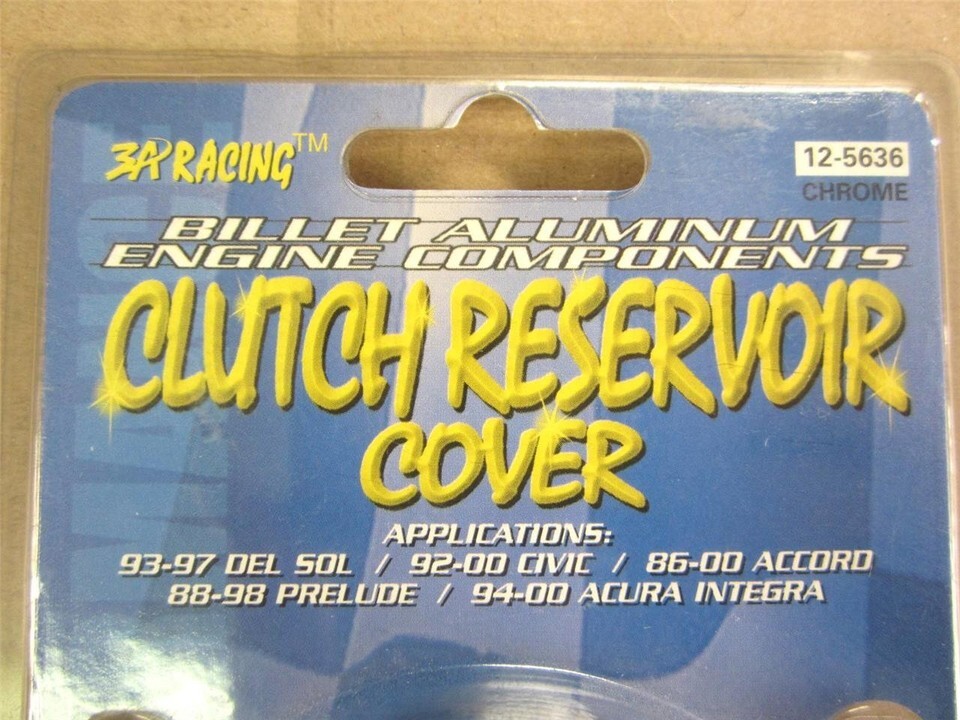 3AP RACING™
12-5636
CHROME
BILLET ALUMINUM
ENGINE COMPONENTS
CLUTCH RESERVOIR
COVER
APPLICATIONS:
93-97 DEL SOL / 92-00 CIVIC / 86-00 ACCORD
88-98 PRELUDE / 94-00 ACURA INTEGRA